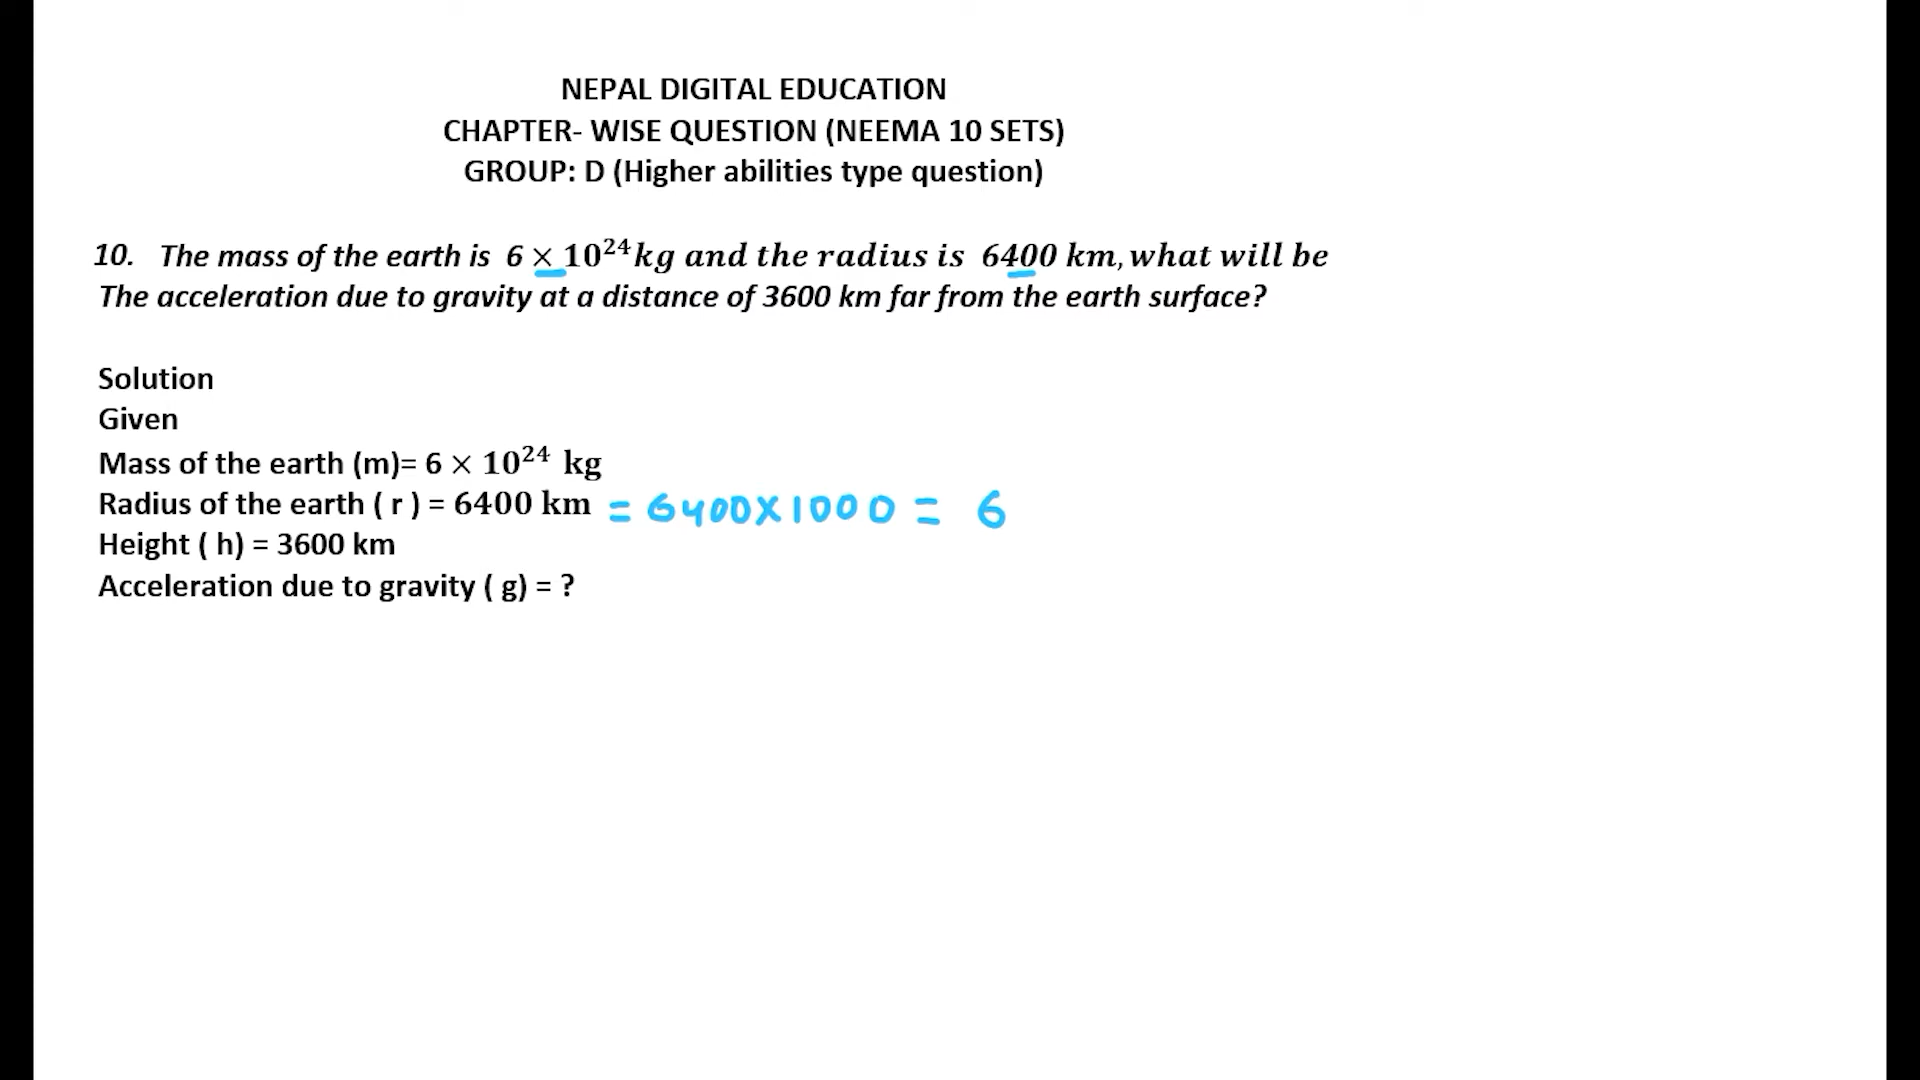 NEPAL DIGITAL EDUCATION
CHAPTER- WISE QUESTION (NEEMA 10 SETS)
GROUP: D (Higher abilities type question)
10. The mass of the earth is 6 × 10²⁴kg and the radius is 6400 km, what will be
The acceleration due to gravity at a distance of 3600 km far from the earth surface?
Solution
Given
Mass of the earth (m)= 6 × 10²⁴ kg
Radius of the earth ( r ) = 6400 km = 6400×1000 = 6
Height ( h) = 3600 km
Acceleration due to gravity ( g) = ?